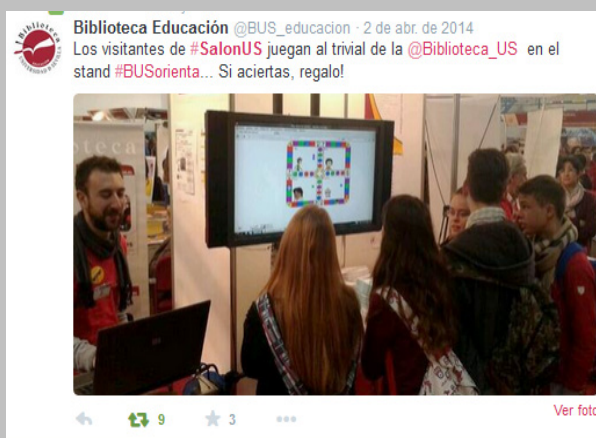 Biblioteca Educación @BUS_educacion · 2 de abr. de 2014
Los visitantes de #SalonUS juegan al trivial de la @Biblioteca_US en el
stand #BUSorienta... Si aciertas, regalo!
teca
9
3
Ver foto